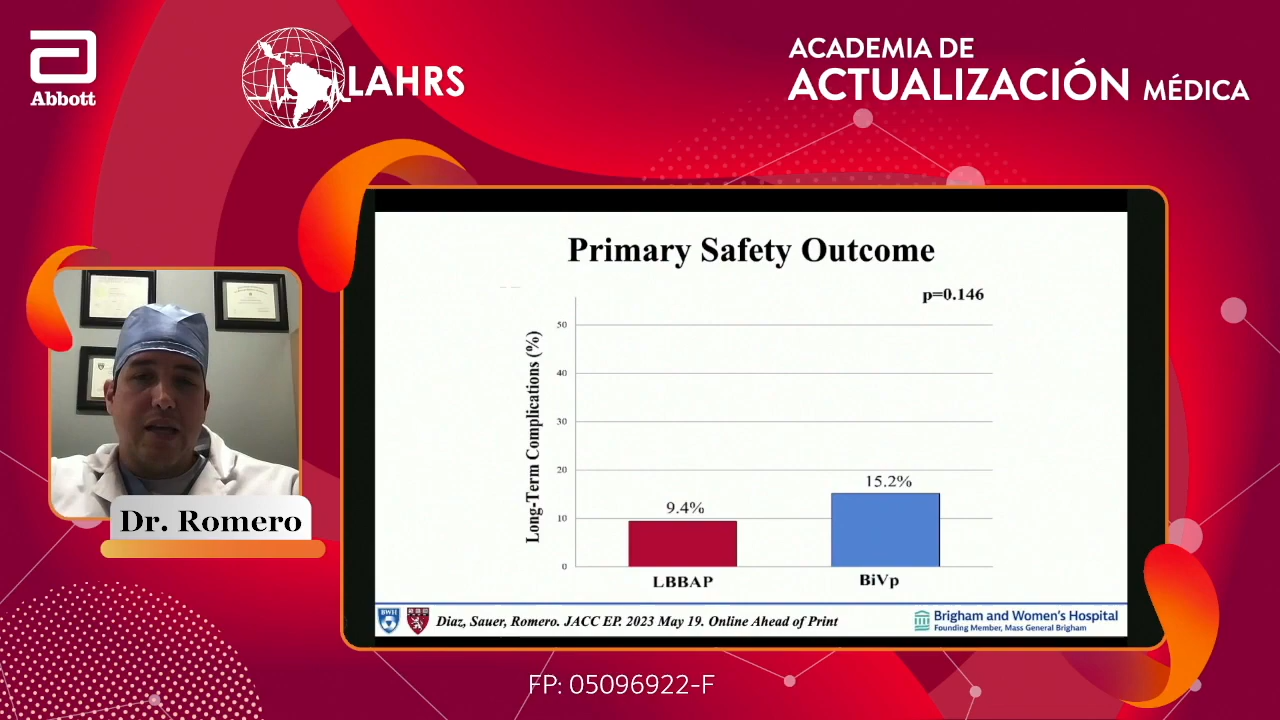 Abbott
LAHRS
ACADEMIA DE
ACTUALIZACIÓN MÉDICA
Primary Safety Outcome
p=0.146
Long-Term Complications (%)
50
40
30
20
10
0
9.4%
15.2%
LBBAP
BiVp
BWH
Diaz, Sauer, Romero. JACC EP. 2023 May 19. Online Ahead of Print
Brigham and Women's Hospital
Founding Member, Mass General Brigham
Dr. Romero
FP: 05096922-F